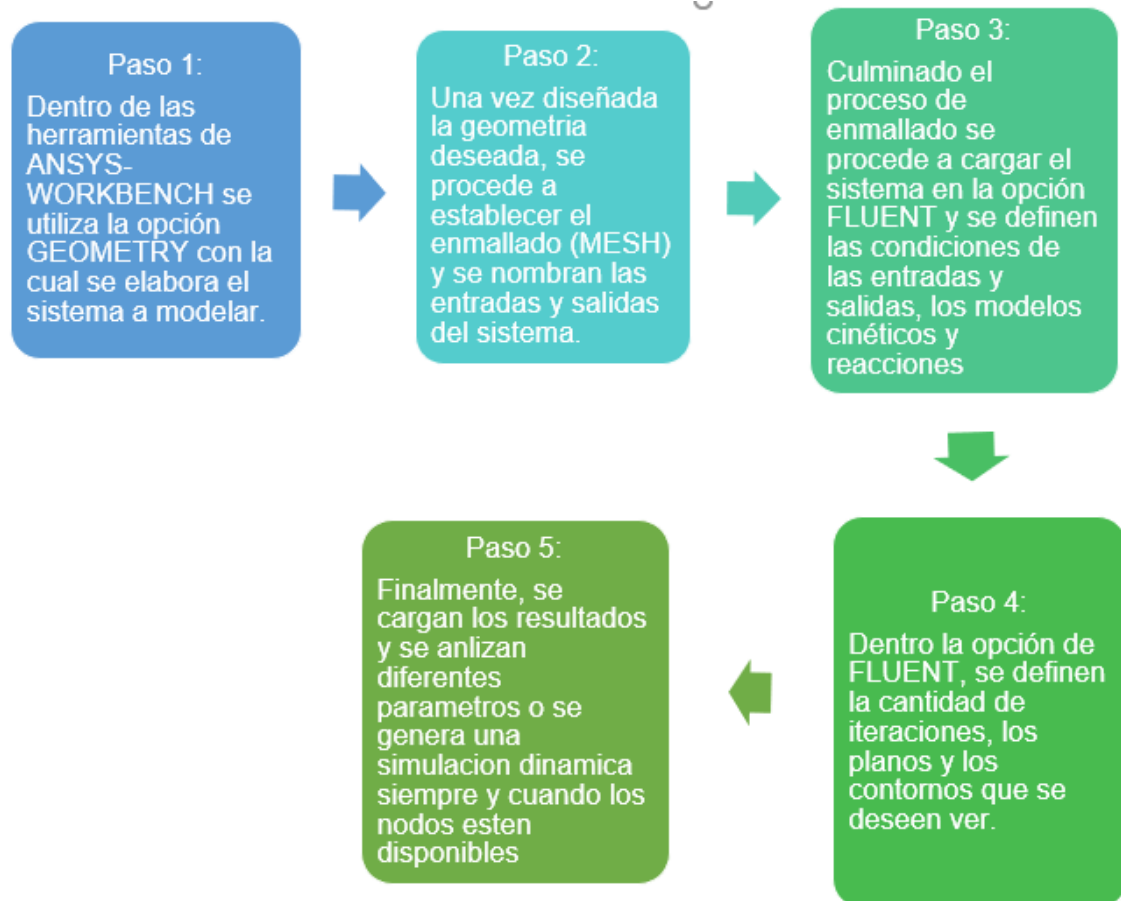 Paso 1:
Dentro de las
herramientas de
ANSYS-
WORKBENCH se
utiliza la opción
GEOMETRY con la
cual se elabora el
sistema a modelar.
Paso 2:
Una vez diseñada
la geometria
deseada, se
procede a
establecer el
enmallado (MESH)
y se nombran las
entradas y salidas
del sistema.
Paso 3:
Culminado el
proceso de
enmallado se
procede a cargar el
sistema en la opción
FLUENT y se definen
las condiciones de
las entradas y
salidas, los modelos
cinéticos y
reacciones
Paso 4:
Dentro la opción de
FLUENT, se definen
la cantidad de
iteraciones, los
planos y los
contornos que se
deseen ver.
Paso 5:
Finalmente, se
cargan los resultados
y se anlizan
diferentes
parametros o se
genera una
simulacion dinamica
siempre y cuando los
nodos esten
disponibles